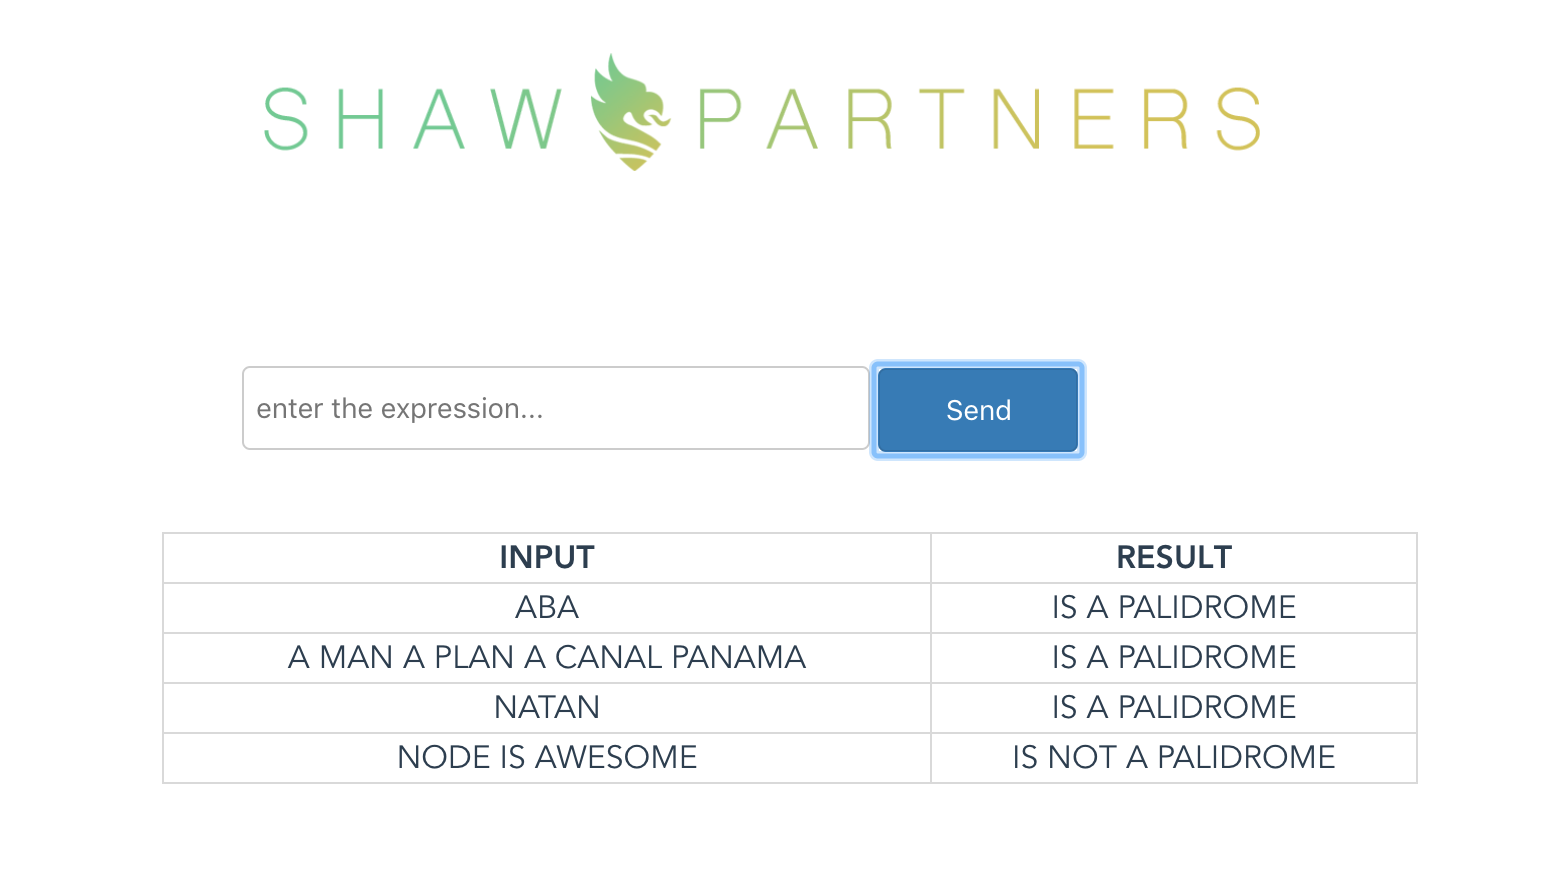 SHAW PARTNERS
enter the expression...
Send
INPUT RESULT
ABA IS A PALIDROME
A MAN A PLAN A CANAL PANAMA IS A PALIDROME
NATAN IS A PALIDROME
NODE IS AWESOME IS NOT A PALIDROME